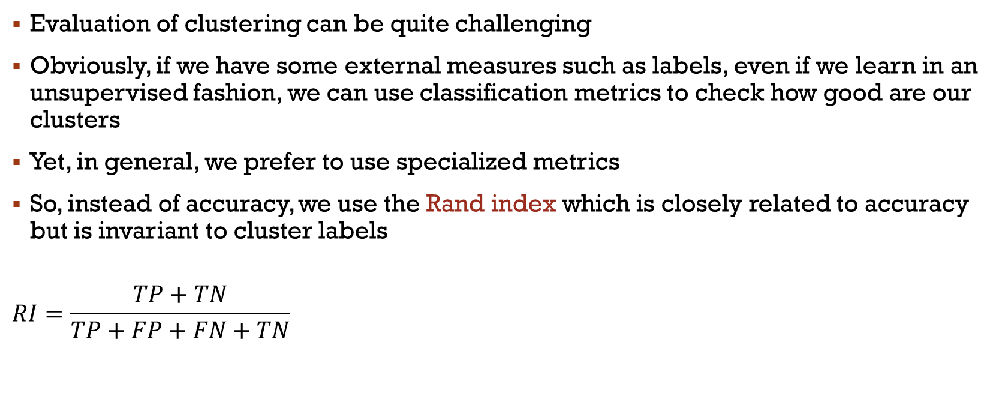 ▪ Evaluation of clustering can be quite challenging
▪ Obviously, if we have some external measures such as labels, even if we learn in an
unsupervised fashion, we can use classification metrics to check how good are our
clusters
▪ Yet, in general, we prefer to use specialized metrics
▪ So, instead of accuracy, we use the Rand index which is closely related to accuracy
but is invariant to cluster labels
TP + TN
RI =
TP + FP + FN + TN